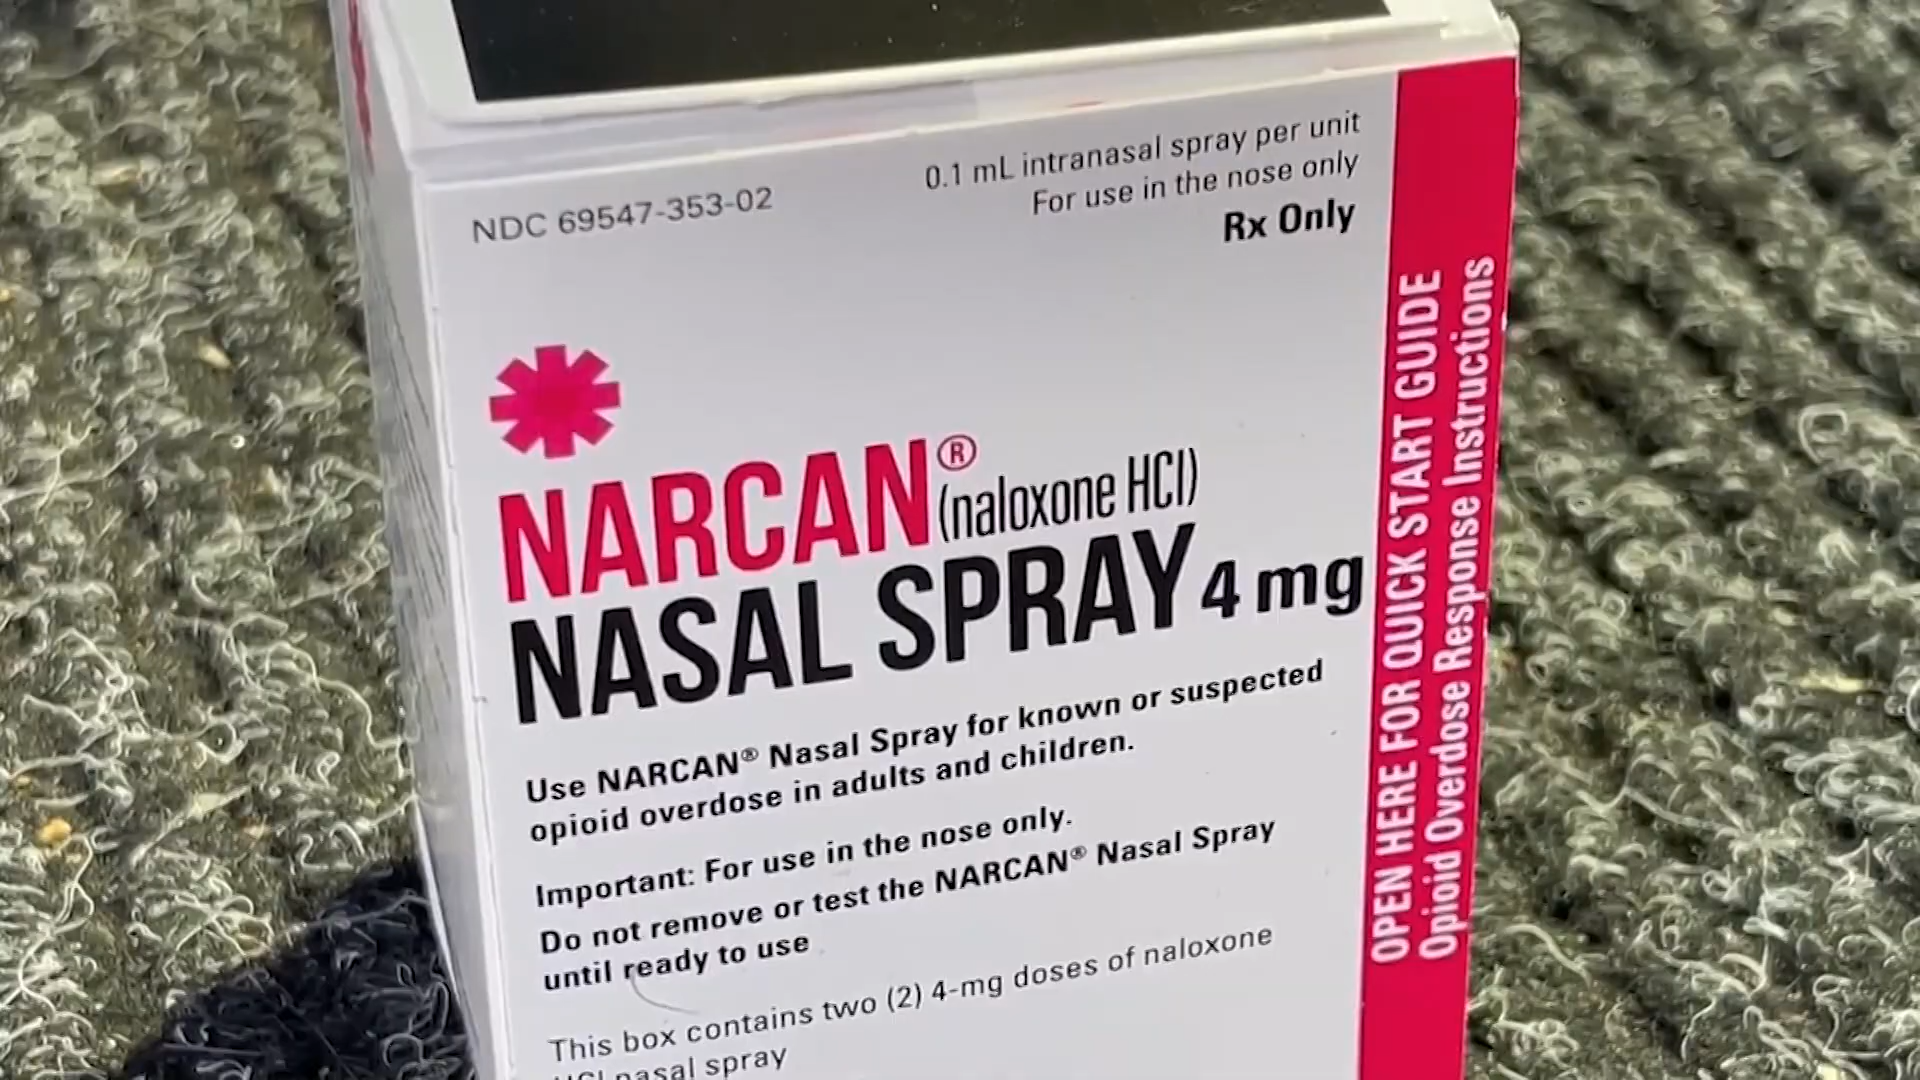 NDC 69547-353-02
0.1 mL intranasal spray per unit
For use in the nose only
Rx Only
NARCAN® (naloxone HCl)
NASAL SPRAY 4 mg
Use NARCAN® Nasal Spray for known or suspected
opioid overdose in adults and children.
Important: For use in the nose only.
Do not remove or test the NARCAN® Nasal Spray
until ready to use
This box contains two (2) 4-mg doses of naloxone
HCl nasal spray
OPEN HERE FOR QUICK START GUIDE
Opioid Overdose Response Instructions